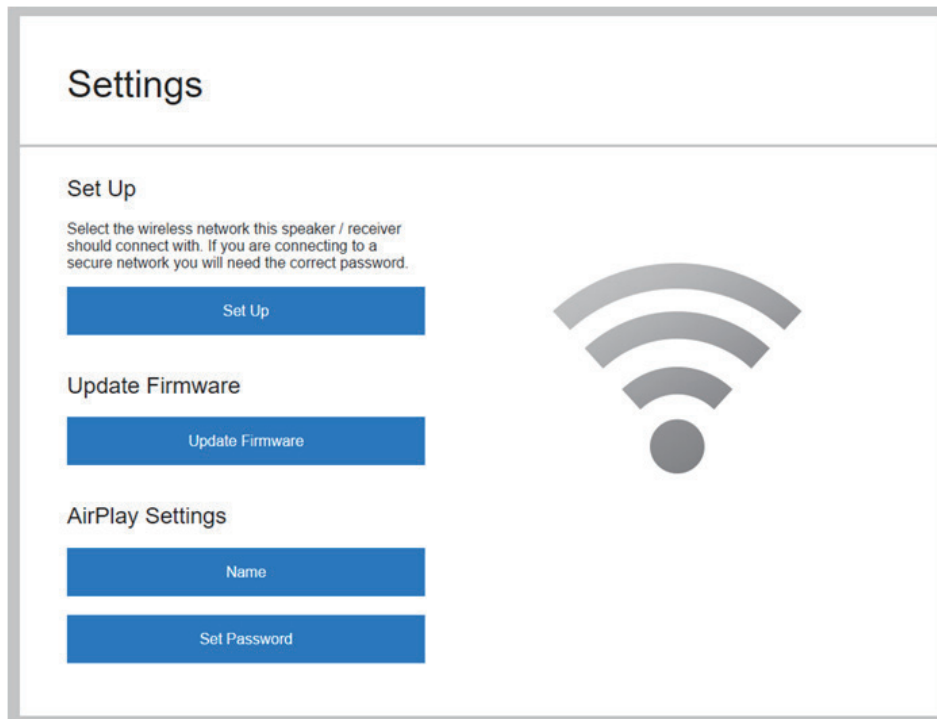 Settings
Set Up
Select the wireless network this speaker / receiver
should connect with. If you are connecting to a
secure network you will need the correct password.
Set Up
Update Firmware
Update Firmware
AirPlay Settings
Name
Set Password